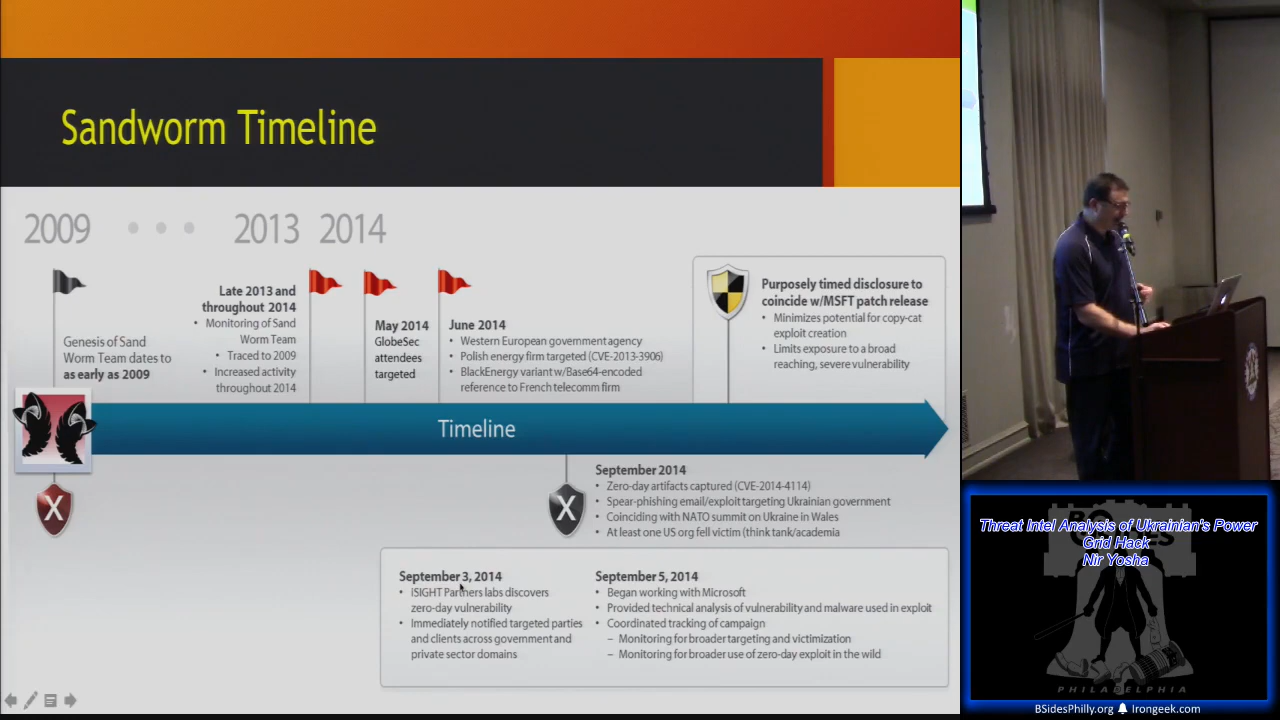 Sandworm Timeline
2009
2013
2014
Genesis of Sand
Worm Team dates to
as early as 2009
Late 2013 and
throughout 2014
• Monitoring of Sand
Worm Team
• Traced to 2009
• Increased activity
throughout 2014
May 2014
GlobeSec
attendees
targeted
June 2014
• Western European government agency
• Polish energy firm targeted (CVE-2013-3906)
• BlackEnergy variant w/Base64-encoded
reference to French telecomm firm
Purposely timed disclosure to
coincide w/MSFT patch release
• Minimizes potential for copy-cat
exploit creation
• Limits exposure to a broad
reaching, severe vulnerability
Timeline
X
X
September 2014
• Zero-day artifacts captured (CVE-2014-4114)
• Spear-phishing email/exploit targeting Ukrainian government
• Coinciding with NATO summit on Ukraine in Wales
• At least one US org fell victim (think tank/academia
September 3, 2014
• iSIGHT Partners labs discovers
zero-day vulnerability
• Immediately notified targeted parties
and clients across government and
private sector domains
September 5, 2014
• Began working with Microsoft
• Provided technical analysis of vulnerability and malware used in exploit
• Coordinated tracking of campaign
– Monitoring for broader targeting and victimization
– Monitoring for broader use of zero-day exploit in the wild
Threat Intel Analysis of Ukrainian's Power
Grid Hack
Nir Yosha
PHILADELPHIA
BSidesPhilly.org Irongeek.com